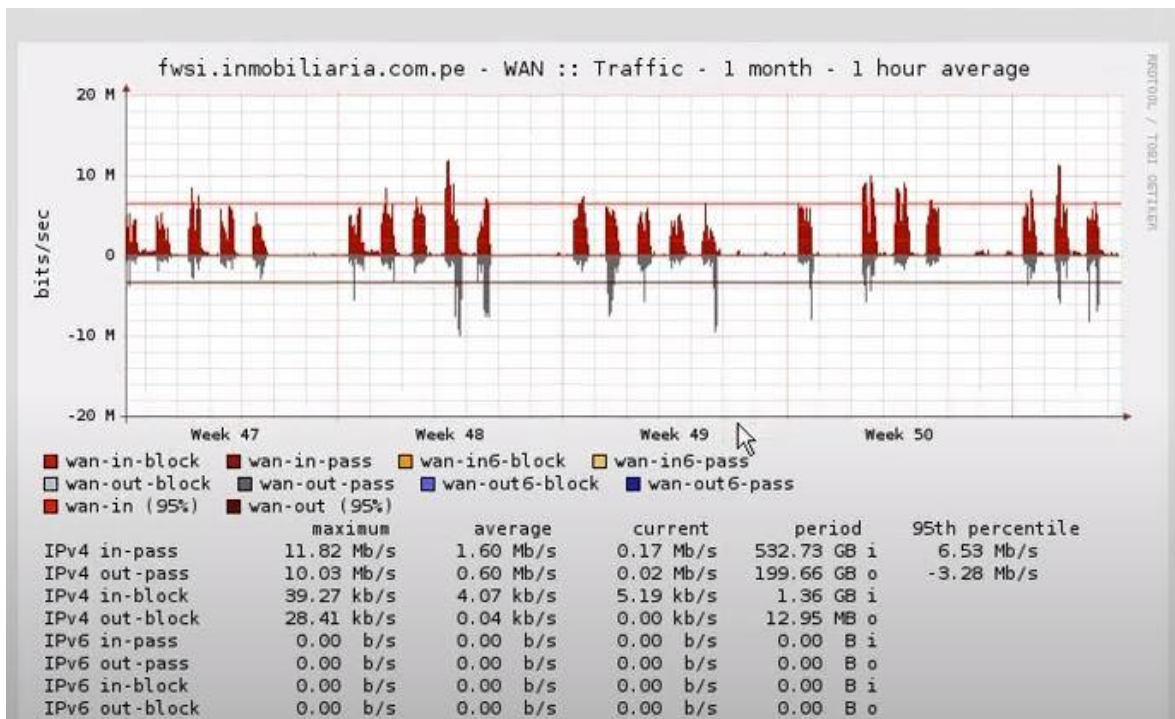 fwsi.inmobiliaria.com.pe - WAN :: Traffic - 1 month - 1 hour average
RRDTOOL / TOBI OETIKER
20 M
10 M
0
-10 M
-20 M
bits/sec
Week 47 Week 48 Week 49 Week 50
wan-in-block wan-in-pass wan-in6-block wan-in6-pass
wan-out-block wan-out-pass wan-out6-block wan-out6-pass
wan-in (95%) wan-out (95%)
maximum average current period 95th percentile
IPv4 in-pass 11.82 Mb/s 1.60 Mb/s 0.17 Mb/s 532.73 GB i 6.53 Mb/s
IPv4 out-pass 10.03 Mb/s 0.60 Mb/s 0.02 Mb/s 199.66 GB o -3.28 Mb/s
IPv4 in-block 39.27 kb/s 4.07 kb/s 5.19 kb/s 1.36 GB i
IPv4 out-block 28.41 kb/s 0.04 kb/s 0.00 kb/s 12.95 MB o
IPv6 in-pass 0.00 b/s 0.00 b/s 0.00 b/s 0.00 B i
IPv6 out-pass 0.00 b/s 0.00 b/s 0.00 b/s 0.00 B o
IPv6 in-block 0.00 b/s 0.00 b/s 0.00 b/s 0.00 B i
IPv6 out-block 0.00 b/s 0.00 b/s 0.00 b/s 0.00 B o